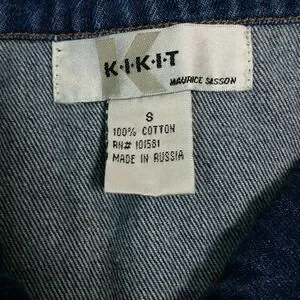 K
K·I·K·I·T
MAURICE SASSON
S
100% COTTON
RN# 101581
MADE IN RUSSIA